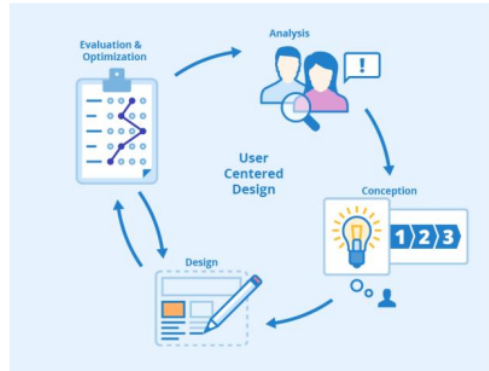 Evaluation &
Optimization
Analysis
!
User
Centered
Design
Conception
1 2 3
Design